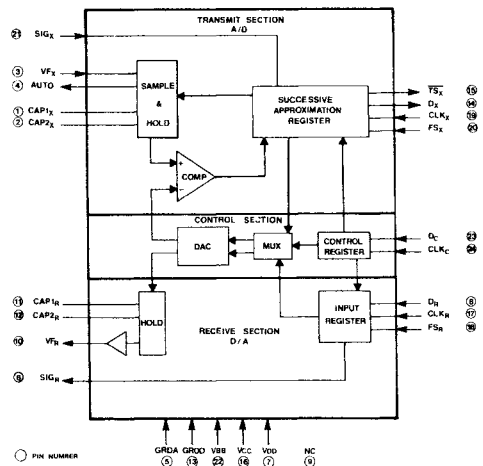 TRANSMIT SECTION
A/D
21 SIGX
3 VFX
4 AUTO
1 CAP1X
2 CAP2X
SAMPLE
&
HOLD
SUCCESSIVE
APPROXIMATION
REGISTER
TSX 15
DX 14
CLKX 19
FSX 20
+
COMP
−
CONTROL SECTION
DAC
MUX
CONTROL
REGISTER
DC 23
CLKC 24
11 CAP1R
12 CAP2R
10 VFR
HOLD
RECEIVE SECTION
D/A
INPUT
REGISTER
DR 8
CLKR 17
FSR 18
SIGR
GRDA GRDD VBB VCC VDD NC
5 13 22 16 7 9
PIN NUMBER